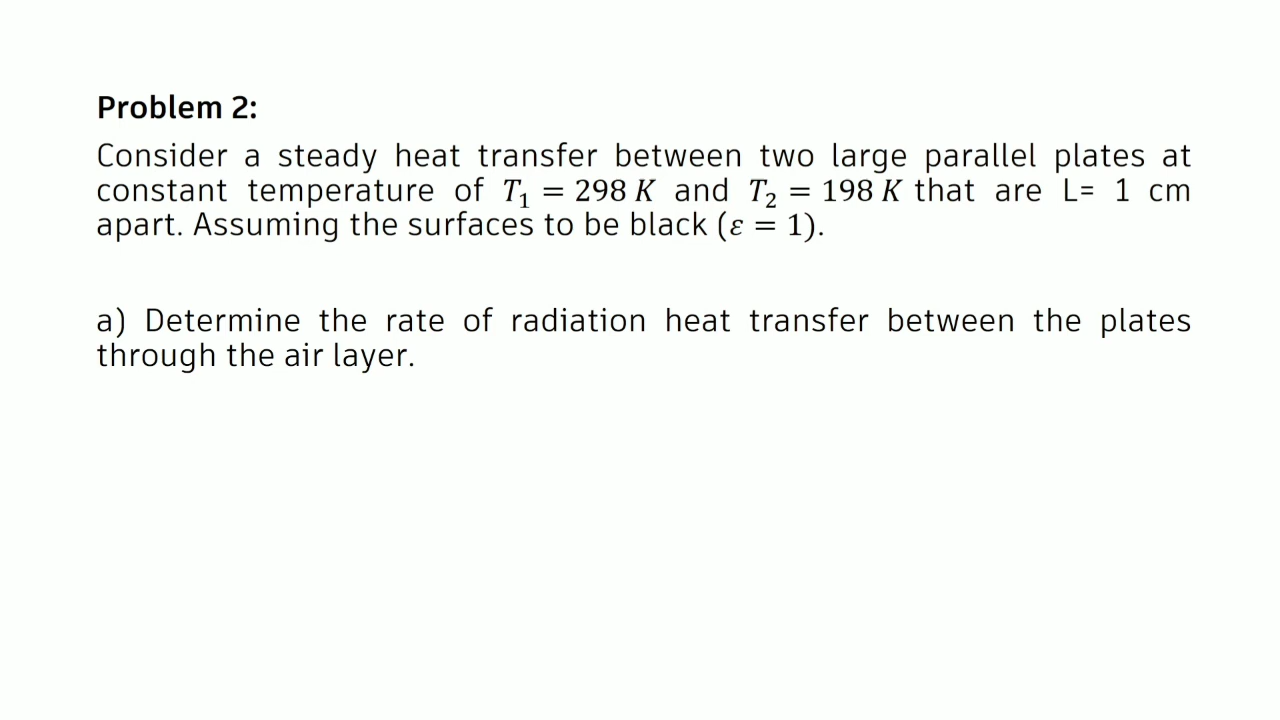 Problem 2:
Consider a steady heat transfer between two large parallel plates at
constant temperature of T₁ = 298 K and T₂ = 198 K that are L= 1 cm
apart. Assuming the surfaces to be black (ε = 1).
a) Determine the rate of radiation heat transfer between the plates
through the air layer.